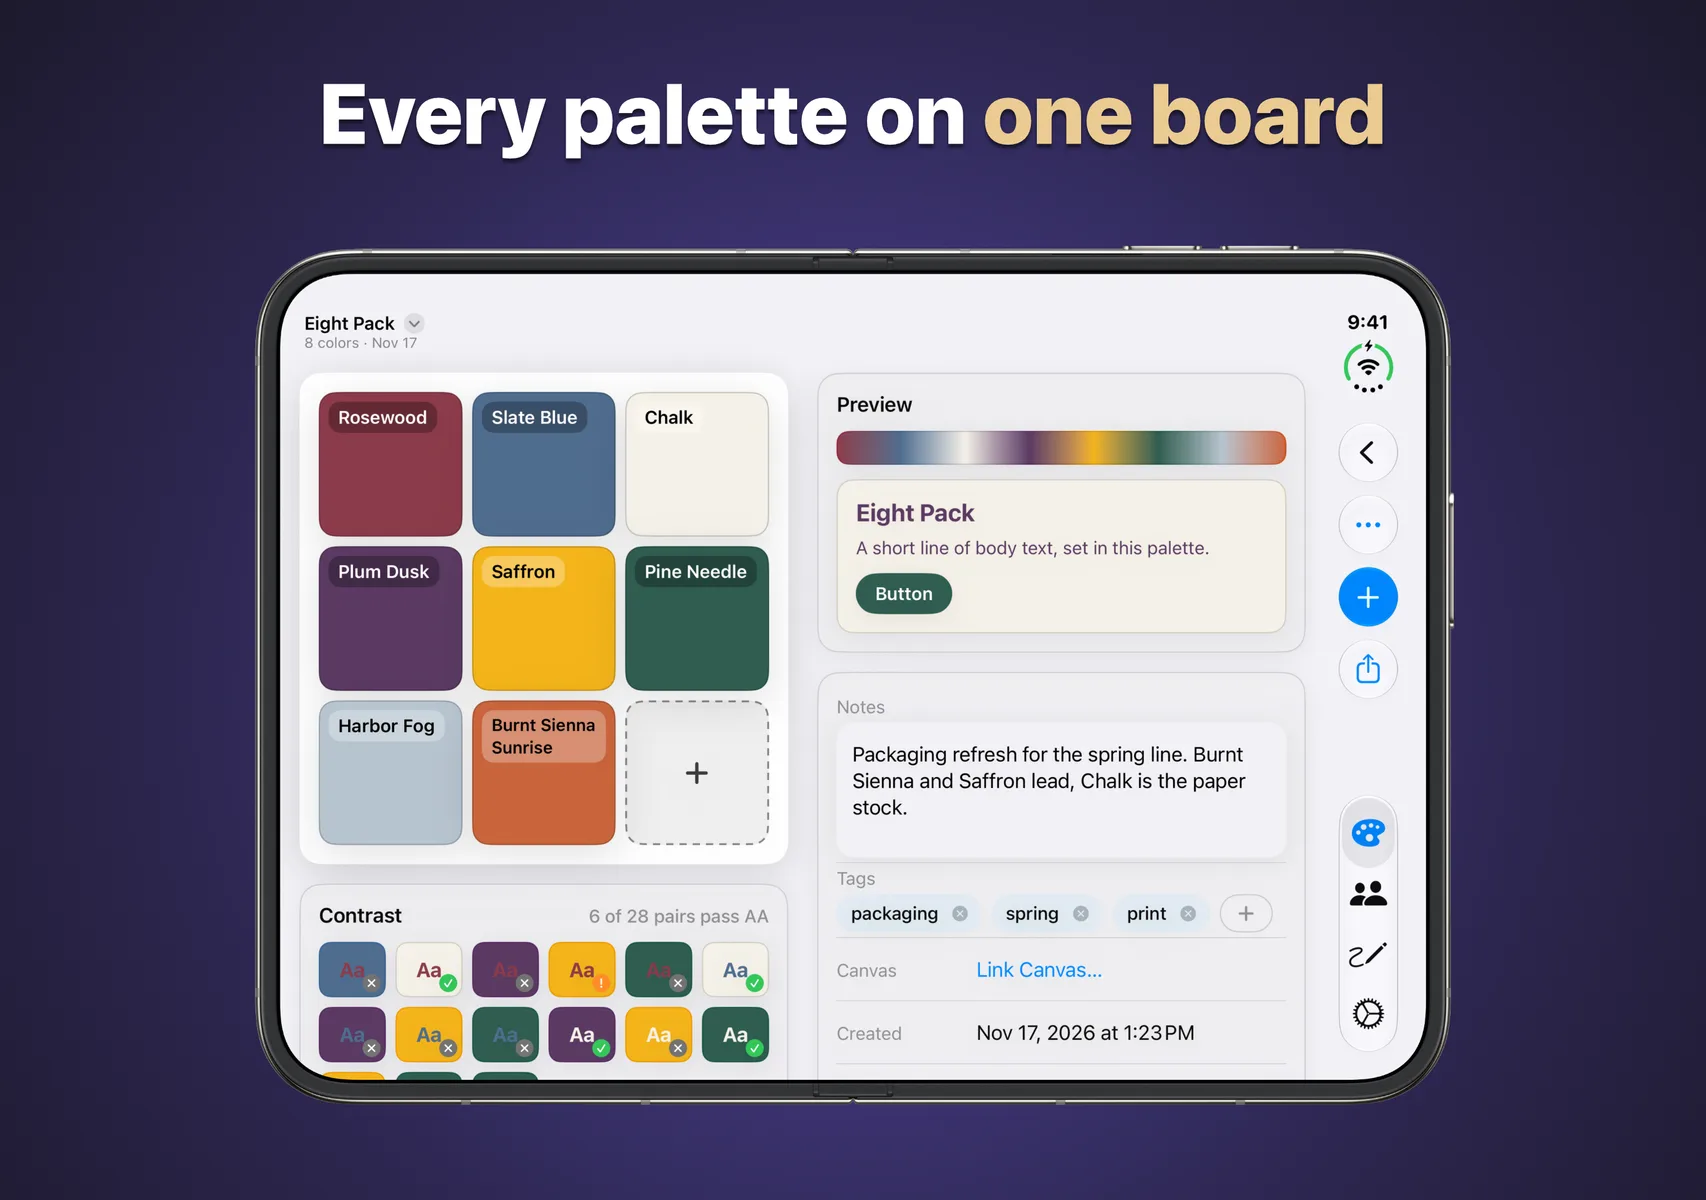 Every palette on one board
Eight Pack
8 colors · Nov 17
9:41
Rosewood
Slate Blue
Chalk
Plum Dusk
Saffron
Pine Needle
Harbor Fog
Burnt Sienna
Sunrise
Contrast
6 of 28 pairs pass AA
Aa Aa Aa Aa Aa Aa
Aa Aa Aa Aa Aa Aa
Preview
Eight Pack
A short line of body text, set in this palette.
Button
Notes
Packaging refresh for the spring line. Burnt
Sienna and Saffron lead, Chalk is the paper
stock.
Tags
packaging
spring
print
Canvas
Link Canvas...
Created
Nov 17, 2026 at 1:23 PM